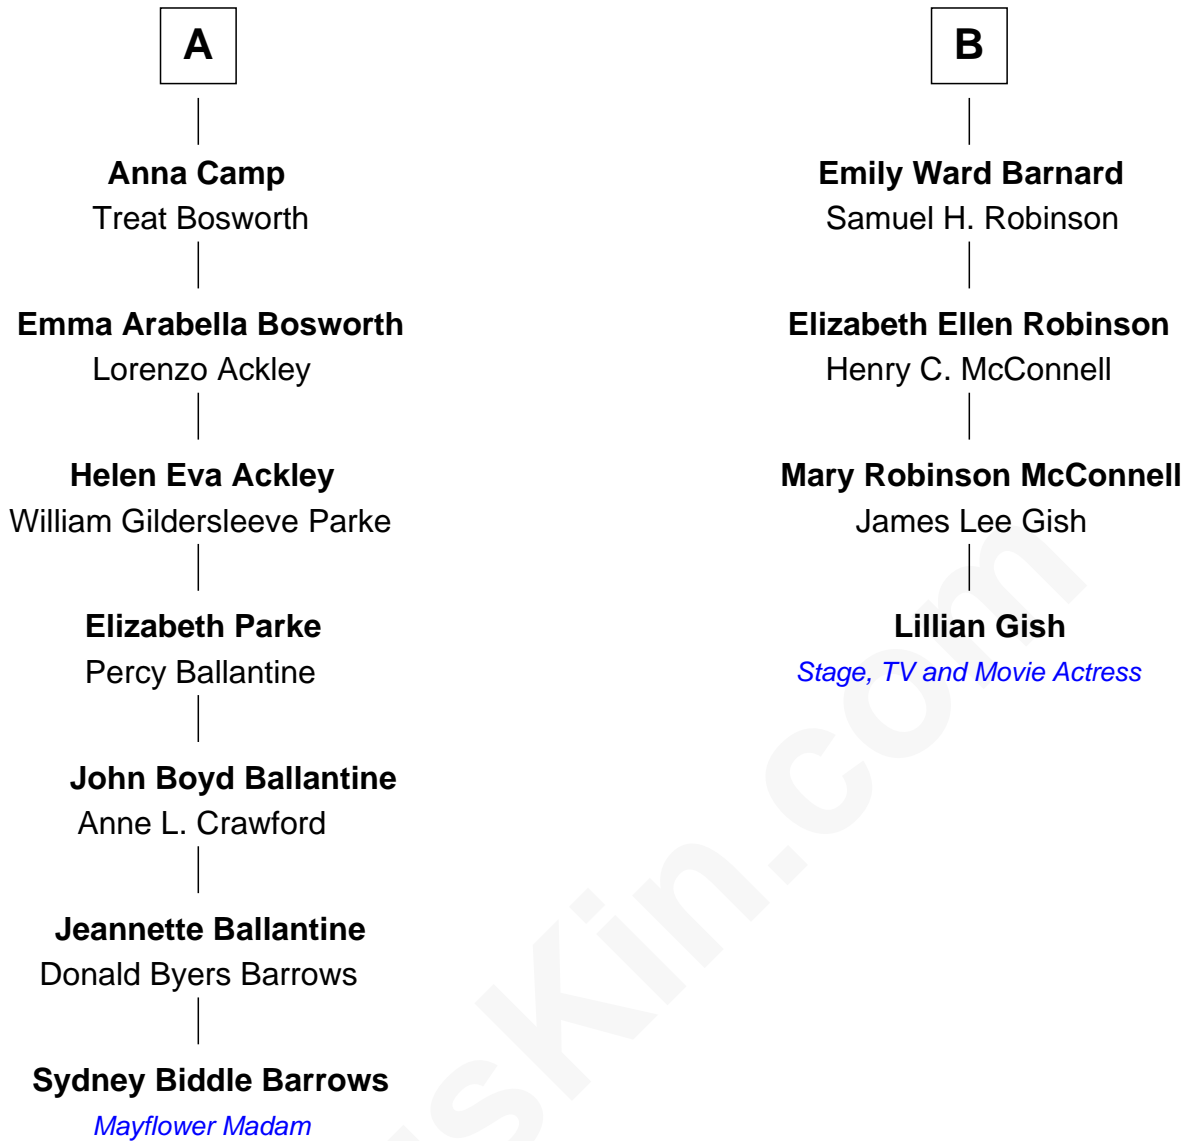 A
Anna Camp
Treat Bosworth
Emma Arabella Bosworth
Lorenzo Ackley
Helen Eva Ackley
William Gildersleeve Parke
Elizabeth Parke
Percy Ballantine
John Boyd Ballantine
Anne L. Crawford
Jeannette Ballantine
Donald Byers Barrows
Sydney Biddle Barrows
Mayflower Madam
B
Emily Ward Barnard
Samuel H. Robinson
Elizabeth Ellen Robinson
Henry C. McConnell
Mary Robinson McConnell
James Lee Gish
Lillian Gish
Stage, TV and Movie Actress
usKin.com